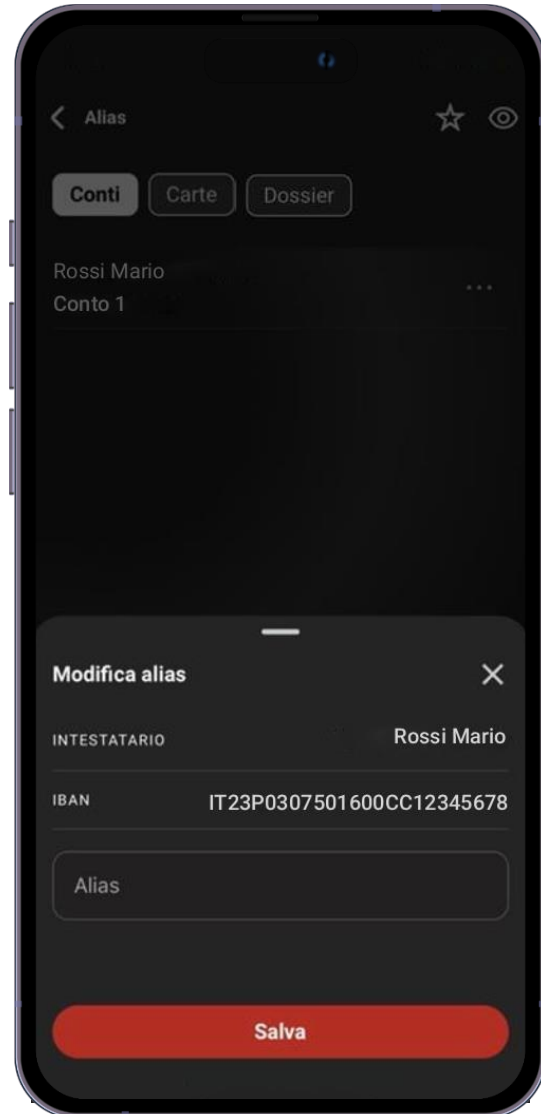 Alias
Conti Carte Dossier
Rossi Mario
Conto 1
Modifica alias
INTESTATARIO Rossi Mario
IBAN IT23P0307501600CC12345678
Alias
Salva